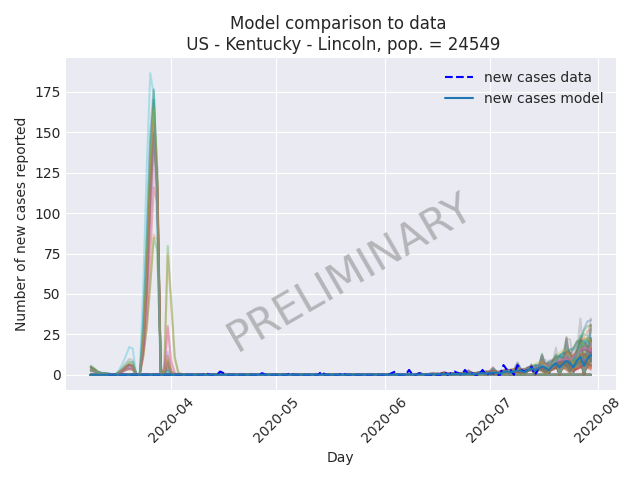 Model comparison to data
US - Kentucky - Lincoln, pop. = 24549
new cases data
new cases model
Number of new cases reported
175
150
125
100
75
50
25
0
PRELIMINARY
2020-04
2020-05
2020-06
2020-07
2020-08
Day